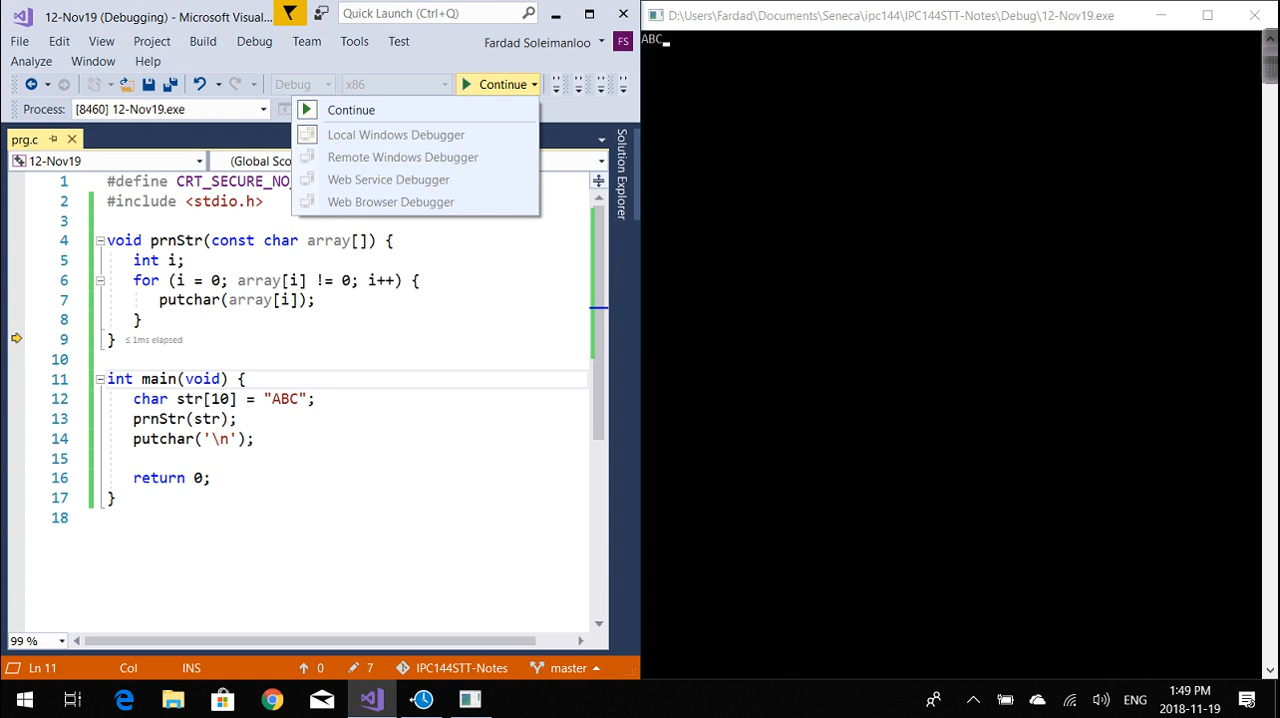 12-Nov19 (Debugging) - Microsoft Visual...
Quick Launch (Ctrl+Q)
File Edit View Project Build Debug Team Tools Test
Fardad Soleimanloo FS
Analyze Window Help
Debug x86 Continue
Process: [8460] 12-Nov19.exe
Continue
Local Windows Debugger
Remote Windows Debugger
Web Service Debugger
Web Browser Debugger
prg.c
12-Nov19 (Global Sco
Solution Explorer
1 #define CRT_SECURE_NO_
2 #include <stdio.h>
3
4 void prnStr(const char array[]) {
5 int i;
6 for (i = 0; array[i] != 0; i++) {
7 putchar(array[i]);
8 }
9 } ≤ 1ms elapsed
10
11 int main(void) {
12 char str[10] = "ABC";
13 prnStr(str);
14 putchar('\n');
15
16 return 0;
17 }
18
99 %
Ln 11 Col INS 0 7 IPC144STT-Notes master
D:\Users\Fardad\Documents\Seneca\ipc144\IPC144STT-Notes\Debug\12-Nov19.exe
ABC_
ENG
1:49 PM
2018-11-19